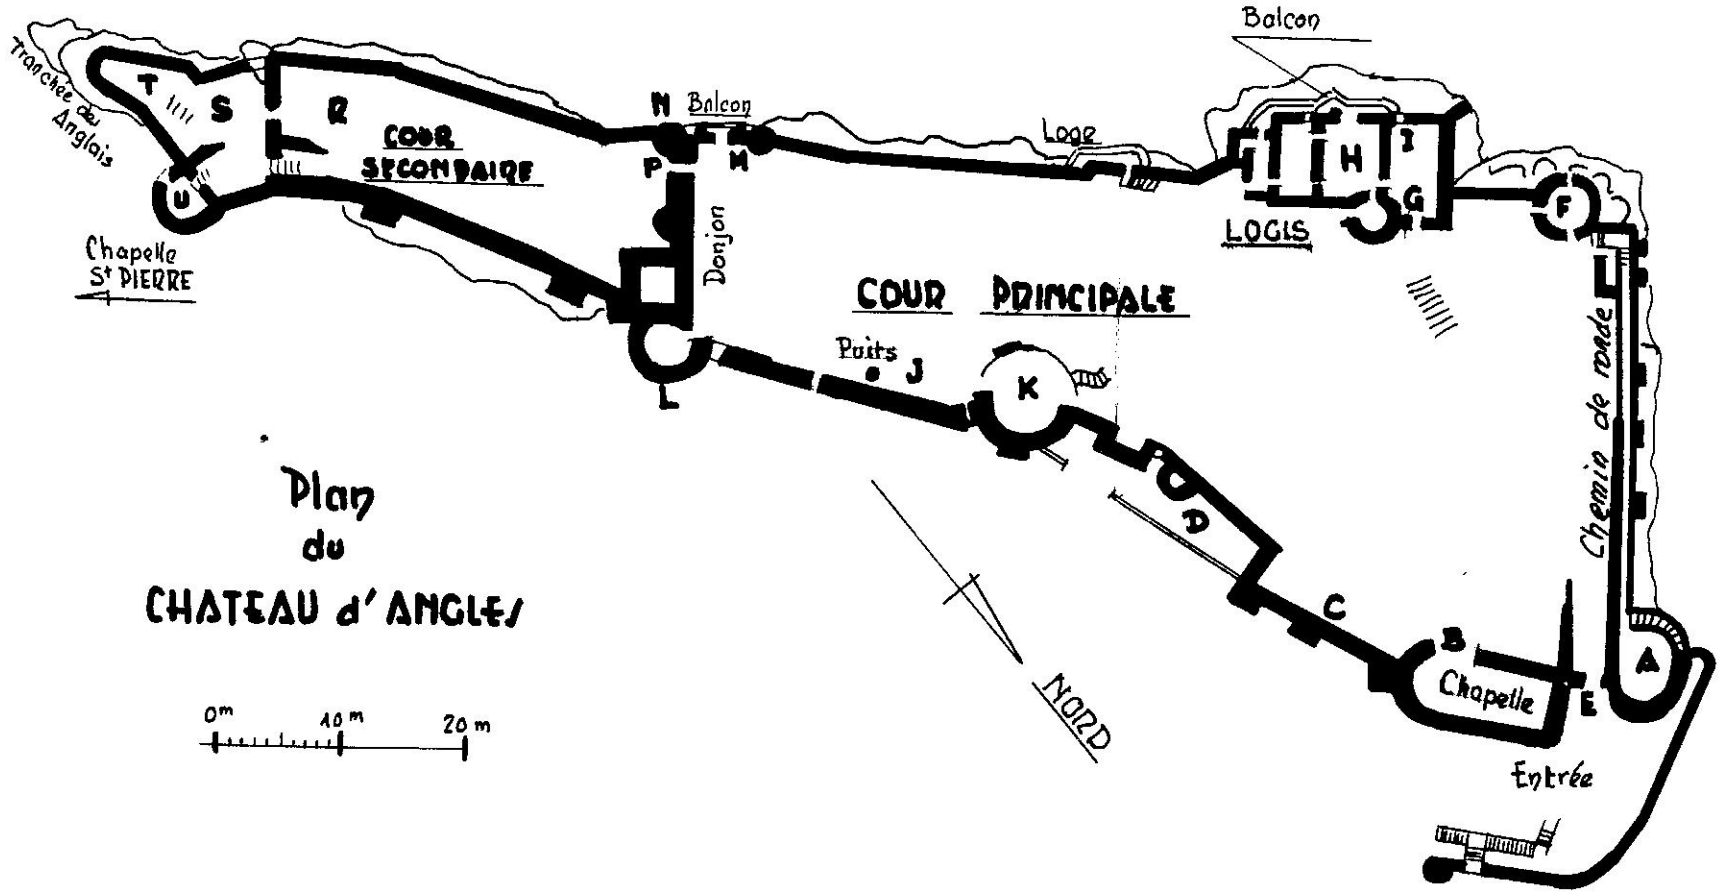 Balcon
Tranchée des
Anglais
T
S
R
COUR
SECONDAIRE
N
Balcon
P
M
Loge
H
I
G
F
LOGIS
U
Chapelle
St PIERRE
Donjon
COUR PRINCIPALE
Puits
J
K
L
Chemin de ronde
Plan
du
CHATEAU d'ANGLES
D
C
B
Chapelle
A
E
NORD
0m 10m 20m
Entrée